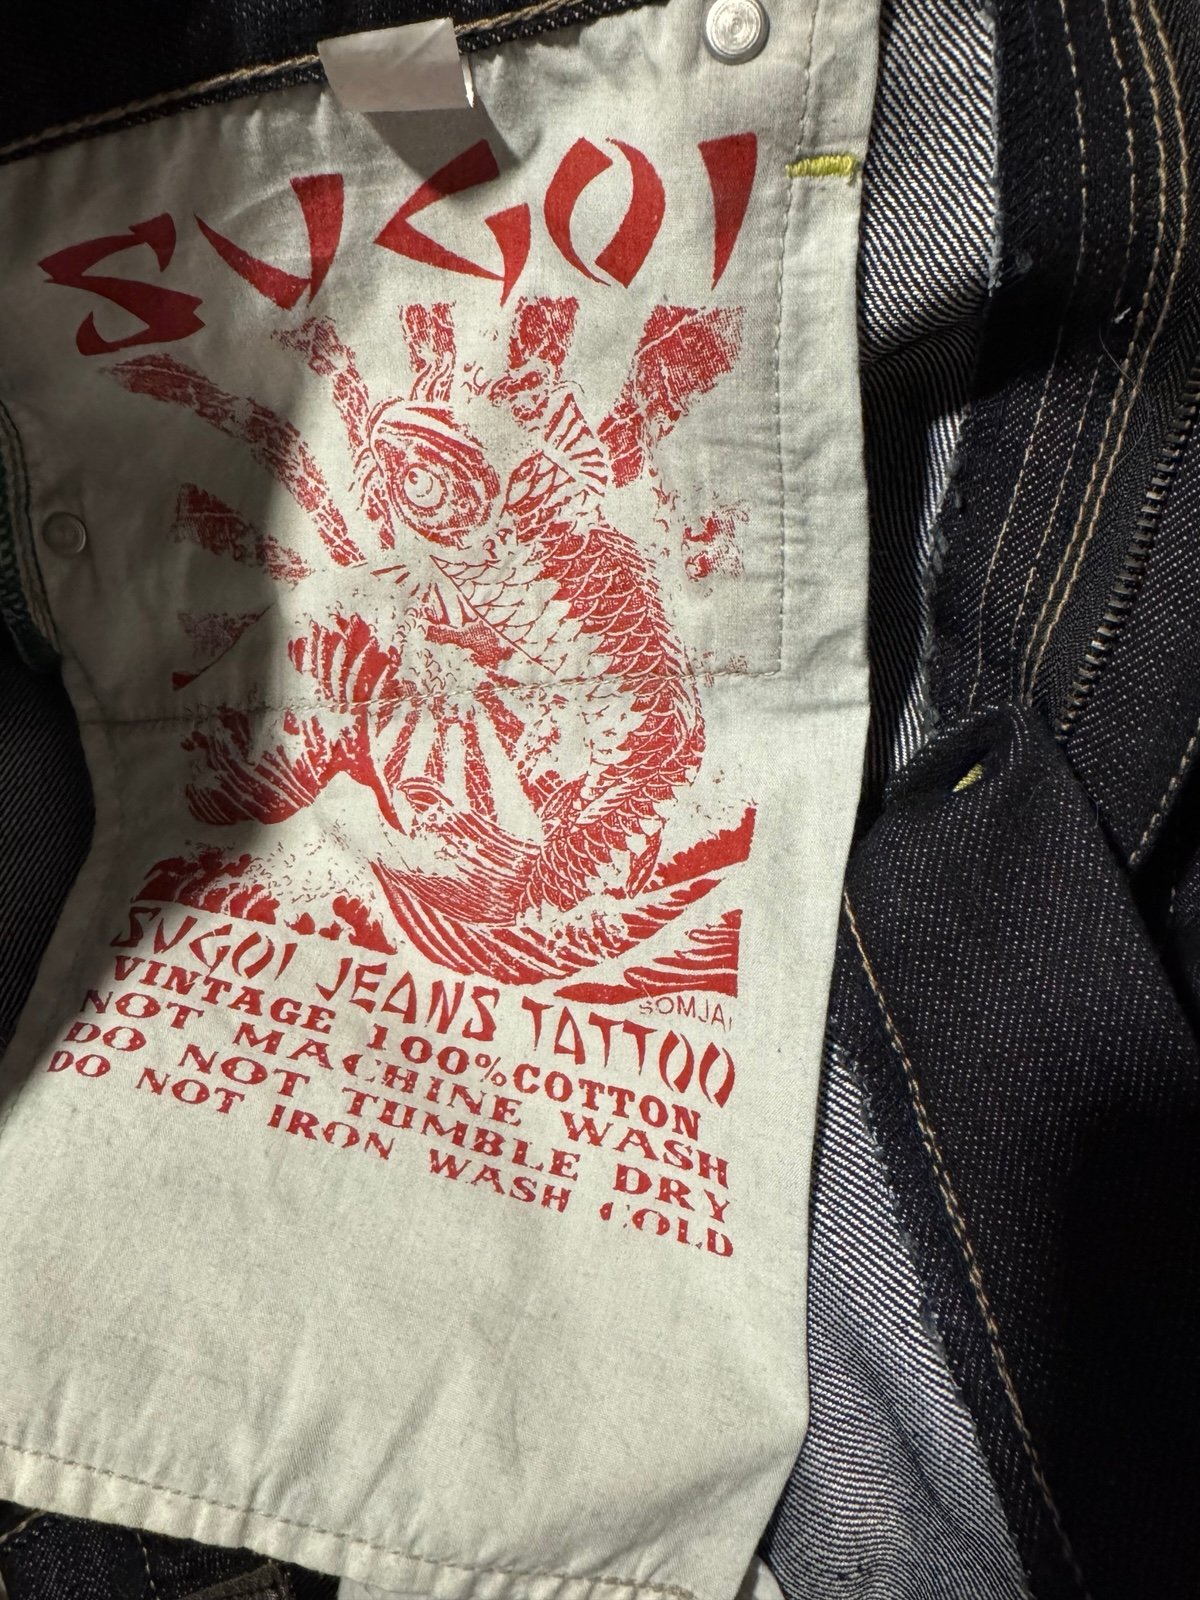 SUGOI
SUGOI JEANS TATTOO
SOMJAI
VINTAGE 100% COTTON
NOT MACHINE WASH
DO NOT TUMBLE DRY
DO NOT IRON WASH COLD